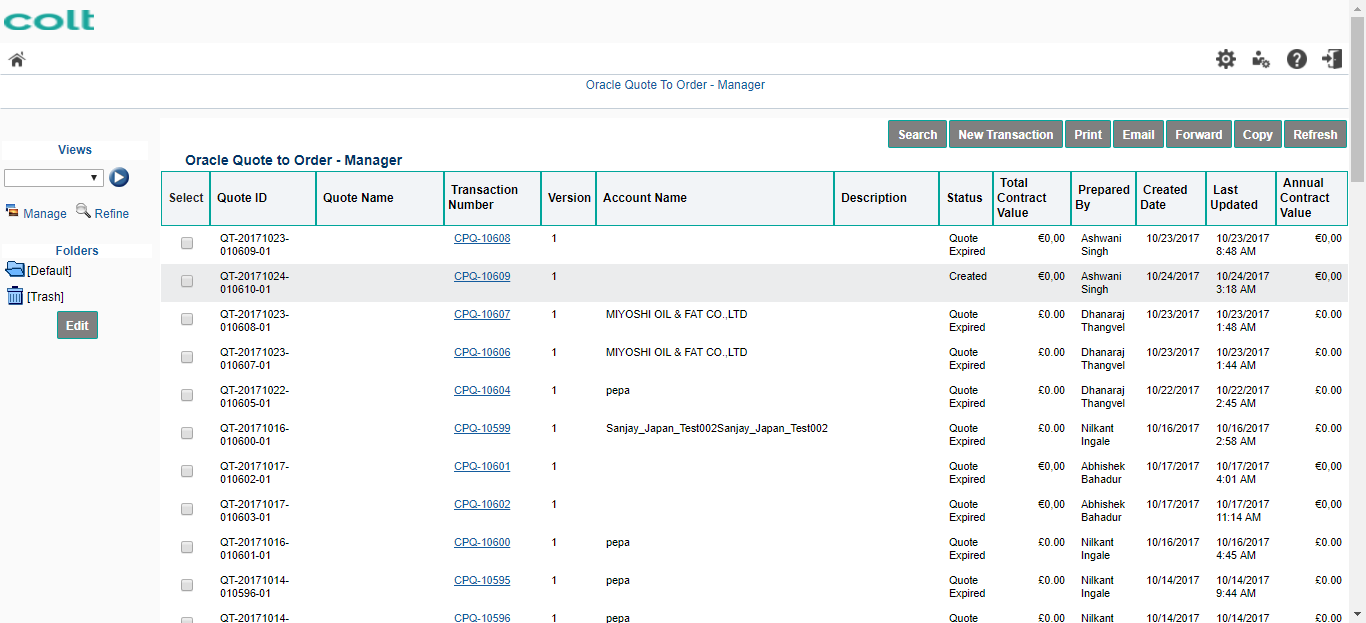 colt
Oracle Quote To Order - Manager
Search New Transaction Print Email Forward Copy Refresh
Views
Manage Refine
Folders
[Default]
[Trash]
Edit
Oracle Quote to Order - Manager
Select Quote ID Quote Name Transaction Number Version Account Name Description Status Total Contract Value Prepared By Created Date Last Updated Annual Contract Value
QT-20171023-010609-01 CPQ-10608 1 Quote Expired €0,00 Ashwani Singh 10/23/2017 10/23/2017 8:48 AM €0,00
QT-20171024-010610-01 CPQ-10609 1 Created €0,00 Ashwani Singh 10/24/2017 10/24/2017 3:18 AM €0,00
QT-20171023-010608-01 CPQ-10607 1 MIYOSHI OIL & FAT CO.,LTD Quote Expired £0.00 Dhanaraj Thangvel 10/23/2017 10/23/2017 1:48 AM £0.00
QT-20171023-010607-01 CPQ-10606 1 MIYOSHI OIL & FAT CO.,LTD Quote Expired £0.00 Dhanaraj Thangvel 10/23/2017 10/23/2017 1:44 AM £0.00
QT-20171022-010605-01 CPQ-10604 1 pepa Quote Expired £0.00 Dhanaraj Thangvel 10/22/2017 10/22/2017 2:45 AM £0.00
QT-20171016-010600-01 CPQ-10599 1 Sanjay_Japan_Test002Sanjay_Japan_Test002 Quote Expired £0.00 Nilkant Ingale 10/16/2017 10/16/2017 2:58 AM £0.00
QT-20171017-010602-01 CPQ-10601 1 Quote Expired €0,00 Abhishek Bahadur 10/17/2017 10/17/2017 4:01 AM €0,00
QT-20171017-010603-01 CPQ-10602 1 Quote Expired €0,00 Abhishek Bahadur 10/17/2017 10/17/2017 11:14 AM €0,00
QT-20171016-010601-01 CPQ-10600 1 pepa Quote Expired £0.00 Nilkant Ingale 10/16/2017 10/16/2017 4:45 AM £0.00
QT-20171014-010596-01 CPQ-10595 1 pepa Quote Expired £0.00 Nilkant Ingale 10/14/2017 10/14/2017 9:44 AM £0.00
QT-20171014- CPQ-10596 1 pepa Quote £0.00 Nilkant 10/14/2017 10/14/2017 £0.00